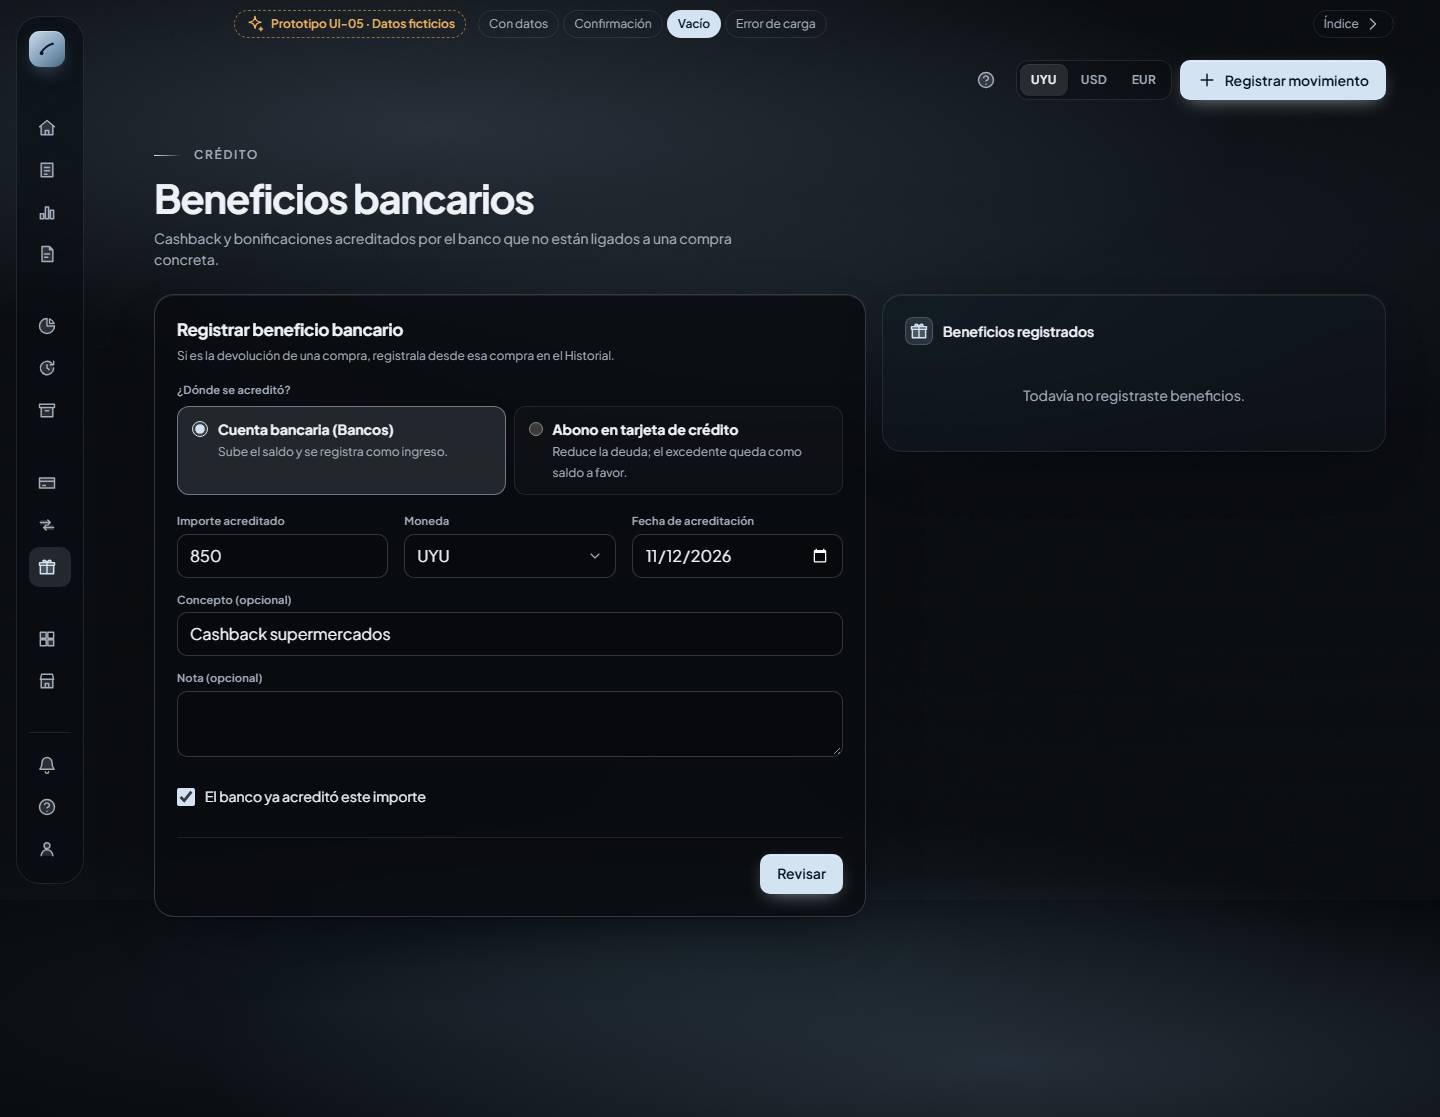 Prototipo UI-05 · Datos ficticios
Con datos
Confirmación
Vacío
Error de carga
Índice
UYU
USD
EUR
Registrar movimiento
CRÉDITO
Beneficios bancarios
Cashback y bonificaciones acreditados por el banco que no están ligados a una compra
concreta.
Registrar beneficio bancario
Si es la devolución de una compra, registrala desde esa compra en el Historial.
¿Dónde se acreditó?
Cuenta bancaria (Bancos)
Sube el saldo y se registra como ingreso.
Abono en tarjeta de crédito
Reduce la deuda; el excedente queda como
saldo a favor.
Importe acreditado
Moneda
Fecha de acreditación
850
UYU
11/12/2026
Concepto (opcional)
Cashback supermercados
Nota (opcional)
El banco ya acreditó este importe
Revisar
Beneficios registrados
Todavía no registraste beneficios.